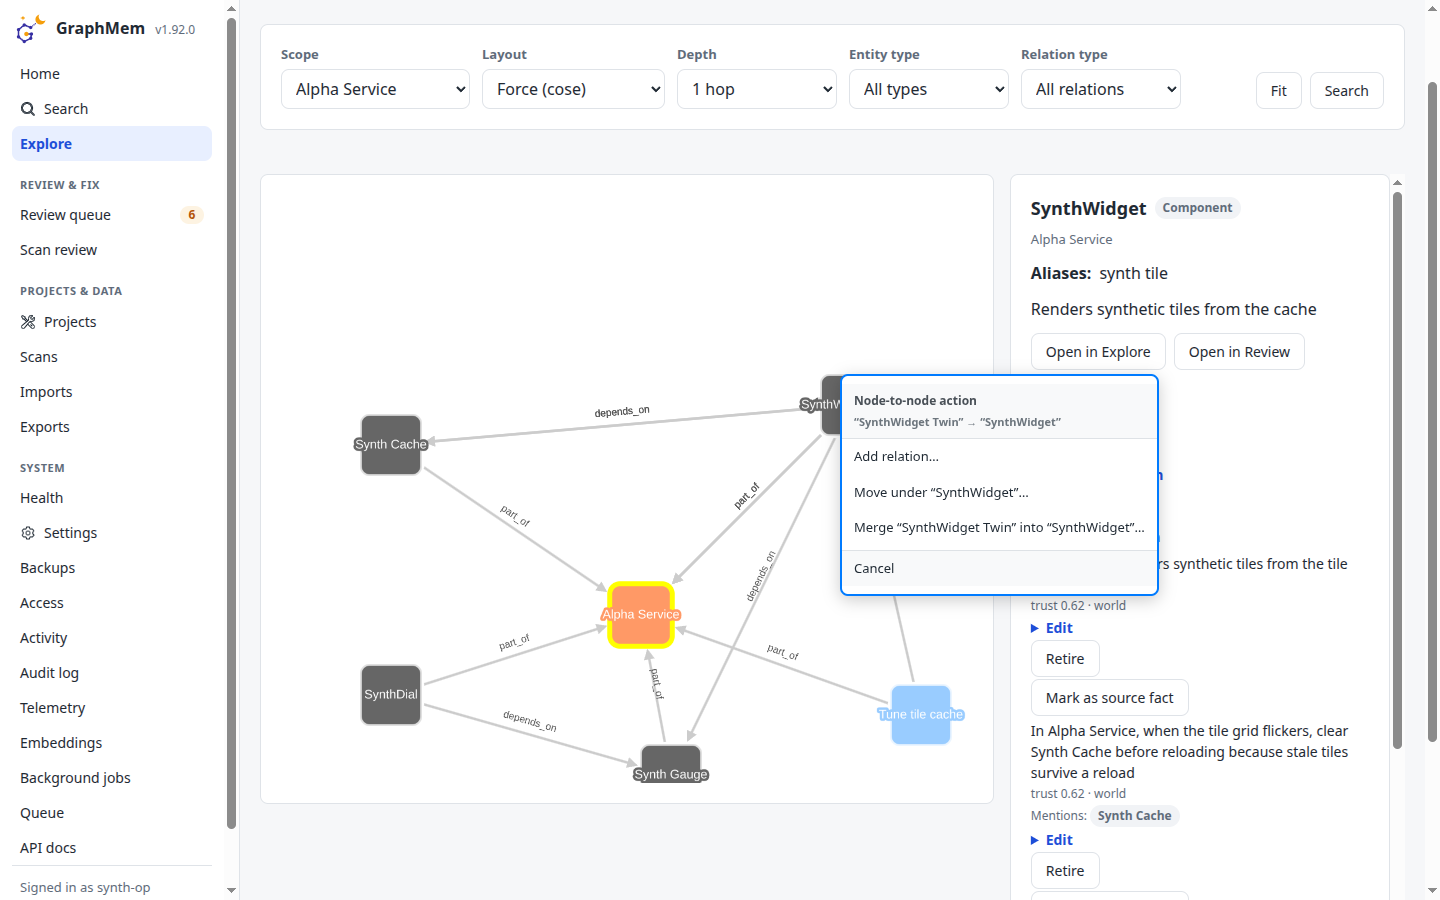 GraphMem v1.92.0
Home
Search
Explore
REVIEW & FIX
Review queue 6
Scan review
PROJECTS & DATA
Projects
Scans
Imports
Exports
SYSTEM
Health
Settings
Backups
Access
Activity
Audit log
Telemetry
Embeddings
Background jobs
Queue
API docs
Signed in as synth-op
Scope Layout Depth Entity type Relation type
Alpha Service Force (cose) 1 hop All types All relations Fit Search
depends_on
Synth Cache
part_of
part_of
depends_on
Alpha Service
part_of
part_of
part_of
SynthDial
depends_on
Tune tile cache
Synth Gauge
Node-to-node action
“SynthWidget Twin” → “SynthWidget”
Add relation…
Move under “SynthWidget”…
Merge “SynthWidget Twin” into “SynthWidget”…
Cancel
SynthWidget Component
Alpha Service
Aliases: synth tile
Renders synthetic tiles from the cache
Open in Explore Open in Review
synthetic tiles from the tile
trust 0.62 · world
Edit
Retire
Mark as source fact
In Alpha Service, when the tile grid flickers, clear
Synth Cache before reloading because stale tiles
survive a reload
trust 0.62 · world
Mentions: Synth Cache
Edit
Retire